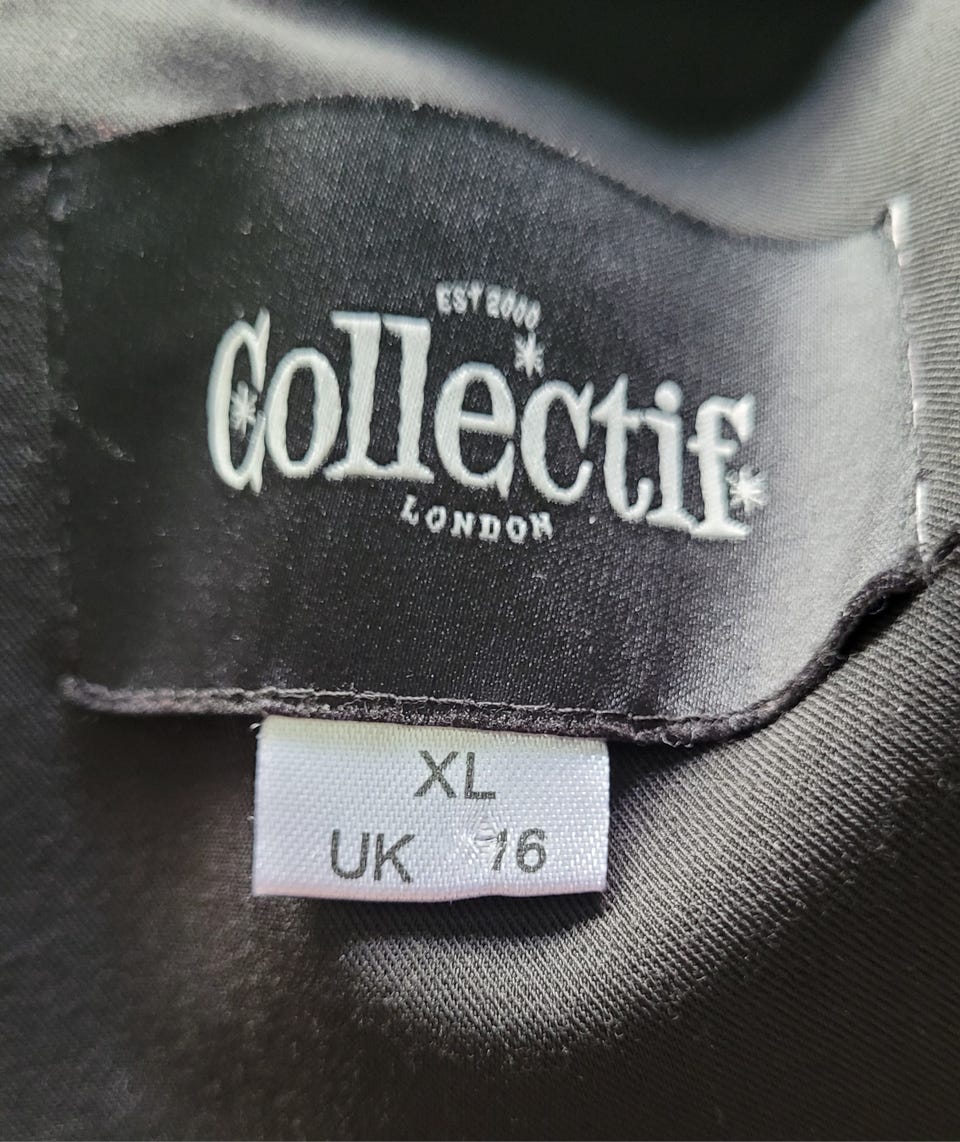 EST 2000
Collectif
LONDON
XL
UK 16